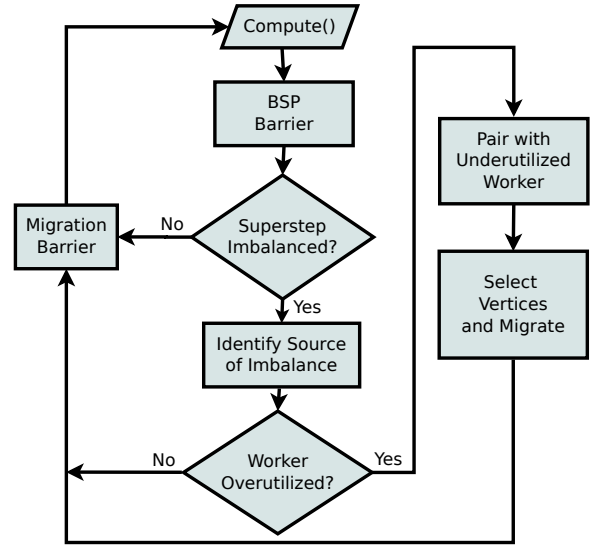 Compute()
BSP
Barrier
Superstep
Imbalanced?
No
Migration
Barrier
Yes
Identify Source
of Imbalance
Worker
Overutilized?
No
Yes
Pair with
Underutilized
Worker
Select
Vertices
and Migrate